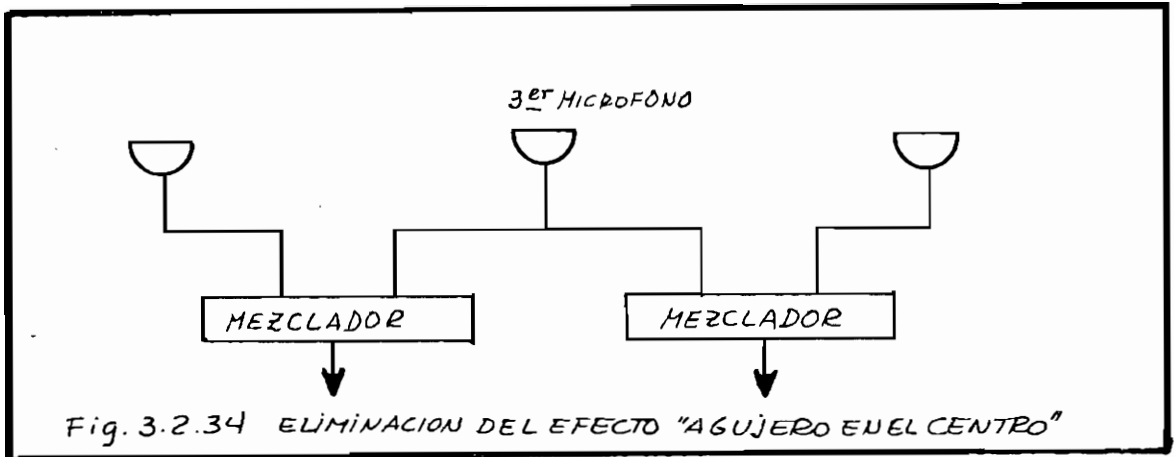 3er MICROFONO
MEZCLADOR MEZCLADOR
Fig. 3.2.34 ELIMINACION DEL EFECTO "AGUJERO EN EL CENTRO"